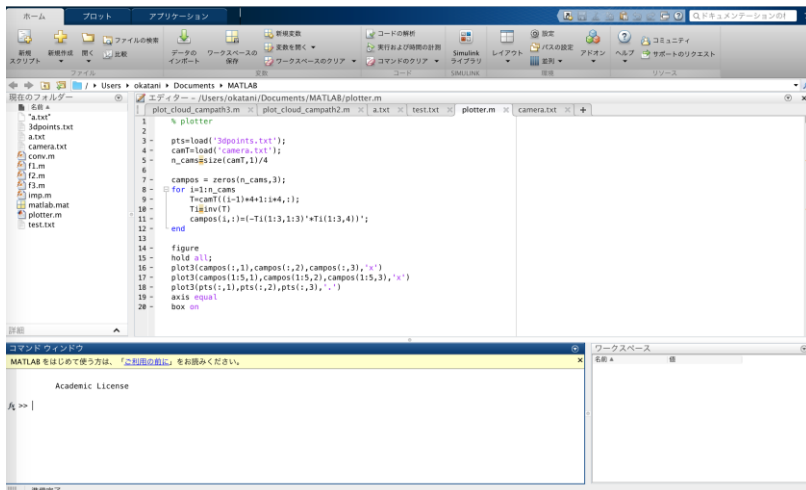 ホーム プロット アプリケーション
ドキュメンテーションの検
新規 スクリプト
新規作成
開く
ファイルの検索
比較
データの インポート
ワークスペースの 保存
新規変数
変数を開く
ワークスペースのクリア
コードの解析
実行および時間の計測
コマンドのクリア
Simulink ライブラリ
レイアウト
設定
パスの設定
並列
アドオン
ヘルプ
コミュニティ
サポートのリクエスト
ファイル 変数 コード SIMULINK 環境 リソース
/ Users okatani Documents MATLAB
現在のフォルダー
名前
"a.txt"
3dpoints.txt
a.txt
camera.txt
conv.m
f1.m
f2.m
f3.m
imp.m
matlab.mat
plotter.m
test.txt
詳細
エディター - /Users/okatani/Documents/MATLAB/plotter.m
plot_cloud_campath3.m plot_cloud_campath2.m a.txt test.txt plotter.m camera.txt +
1 % plotter
2
3 - pts=load('3dpoints.txt');
4 - camT=load('camera.txt');
5 - n_cams=size(camT,1)/4
6
7 - campos = zeros(n_cams,3);
8 - for i=1:n_cams
9 - T=camT((i-1)*4+1:i*4,:);
10 - Ti=inv(T)
11 - campos(i,:)=(-Ti(1:3,1:3)'*Ti(1:3,4))';
12 - end
13
14 - figure
15 - hold all;
16 - plot3(campos(:,1),campos(:,2),campos(:,3),'x')
17 - plot3(campos(1:5,1),campos(1:5,2),campos(1:5,3),'x')
18 - plot3(pts(:,1),pts(:,2),pts(:,3),'.')
19 - axis equal
20 - box on
コマンド ウィンドウ
MATLAB をはじめて使う方は、「ご利用の前に」をお読みください。
Academic License
fx >>
ワークスペース
名前 値
準備完了